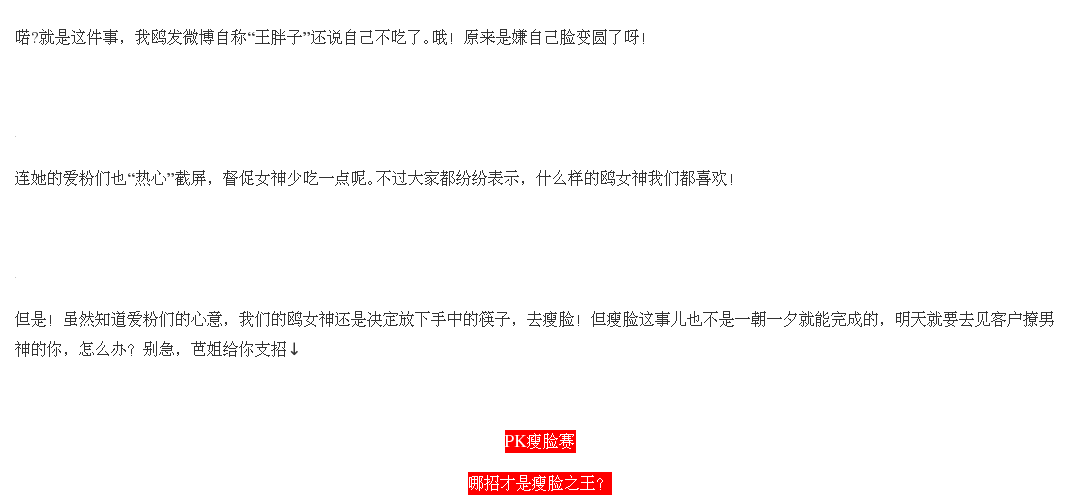 喏?就是这件事，我鸥发微博自称“王胖子”还说自己不吃了。哦！原来是嫌自己脸变圆了呀！
连她的爱粉们也“热心”截屏，督促女神少吃一点呢。不过大家都纷纷表示，什么样的鸥女神我们都喜欢！
但是！虽然知道爱粉们的心意，我们的鸥女神还是决定放下手中的筷子，去瘦脸！但瘦脸这事儿也不是一朝一夕就能完成的，明天就要去见客户撩男
神的你，怎么办？别急，芭姐给你支招↓
PK瘦脸赛
哪招才是瘦脸之王？